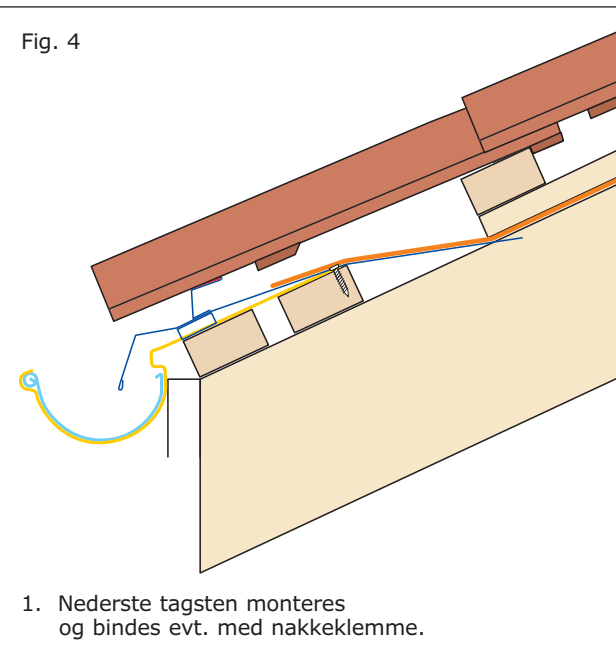 Fig. 4
1. Nederste tagsten monteres
og bindes evt. med nakkeklemme.